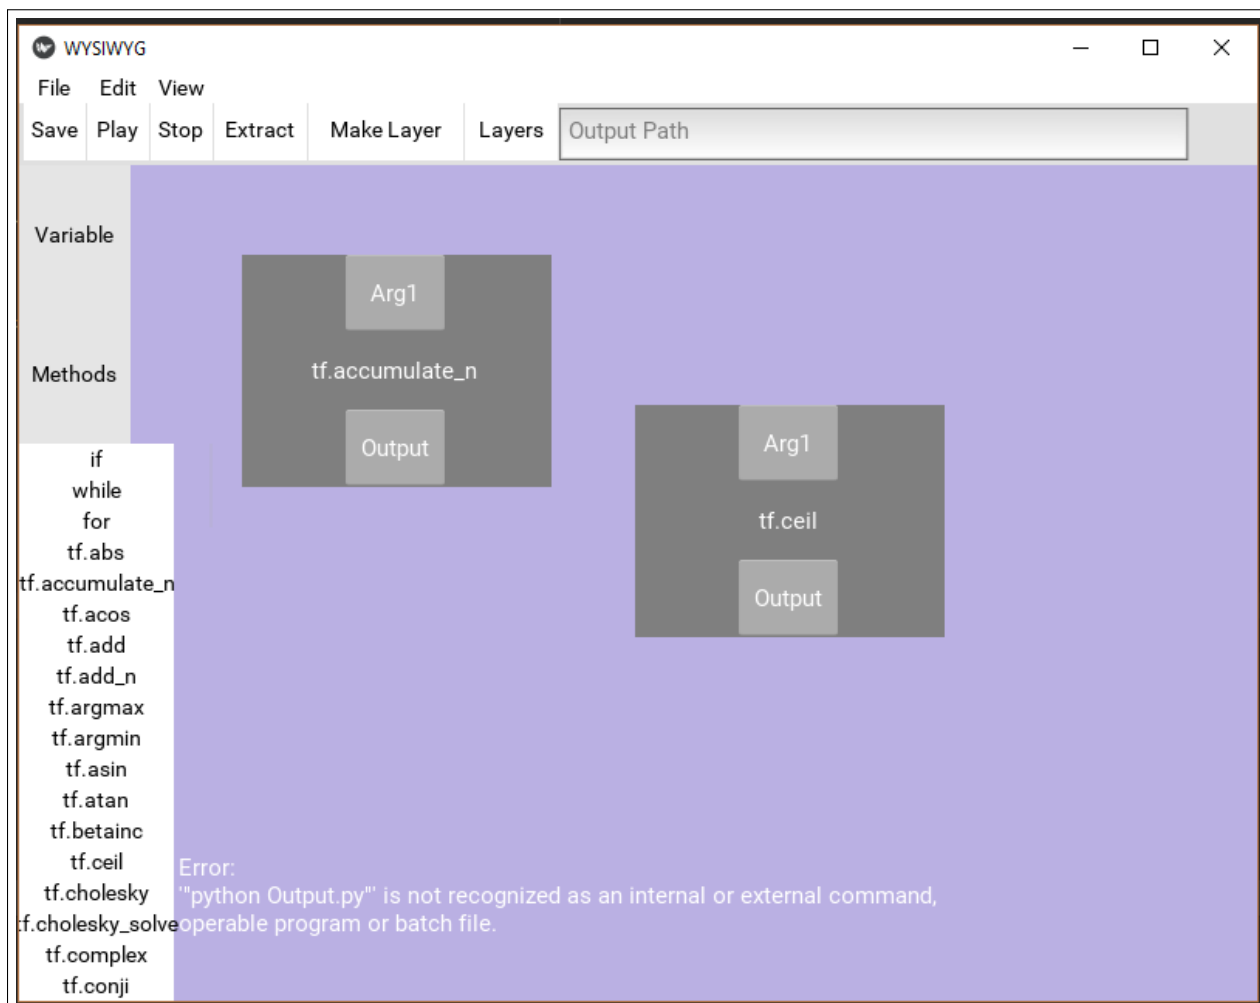 WYSIWYG
File Edit View
Save Play Stop Extract Make Layer Layers Output Path
Variable
Methods
Arg1
tf.accumulate_n
Output
Arg1
tf.ceil
Output
if
while
for
tf.abs
tf.accumulate_n
tf.acos
tf.add
tf.add_n
tf.argmax
tf.argmin
tf.asin
tf.atan
tf.betainc
tf.ceil
tf.cholesky
tf.cholesky_solve
tf.complex
tf.conji
Error:
'"python Output.py"' is not recognized as an internal or external command,
operable program or batch file.